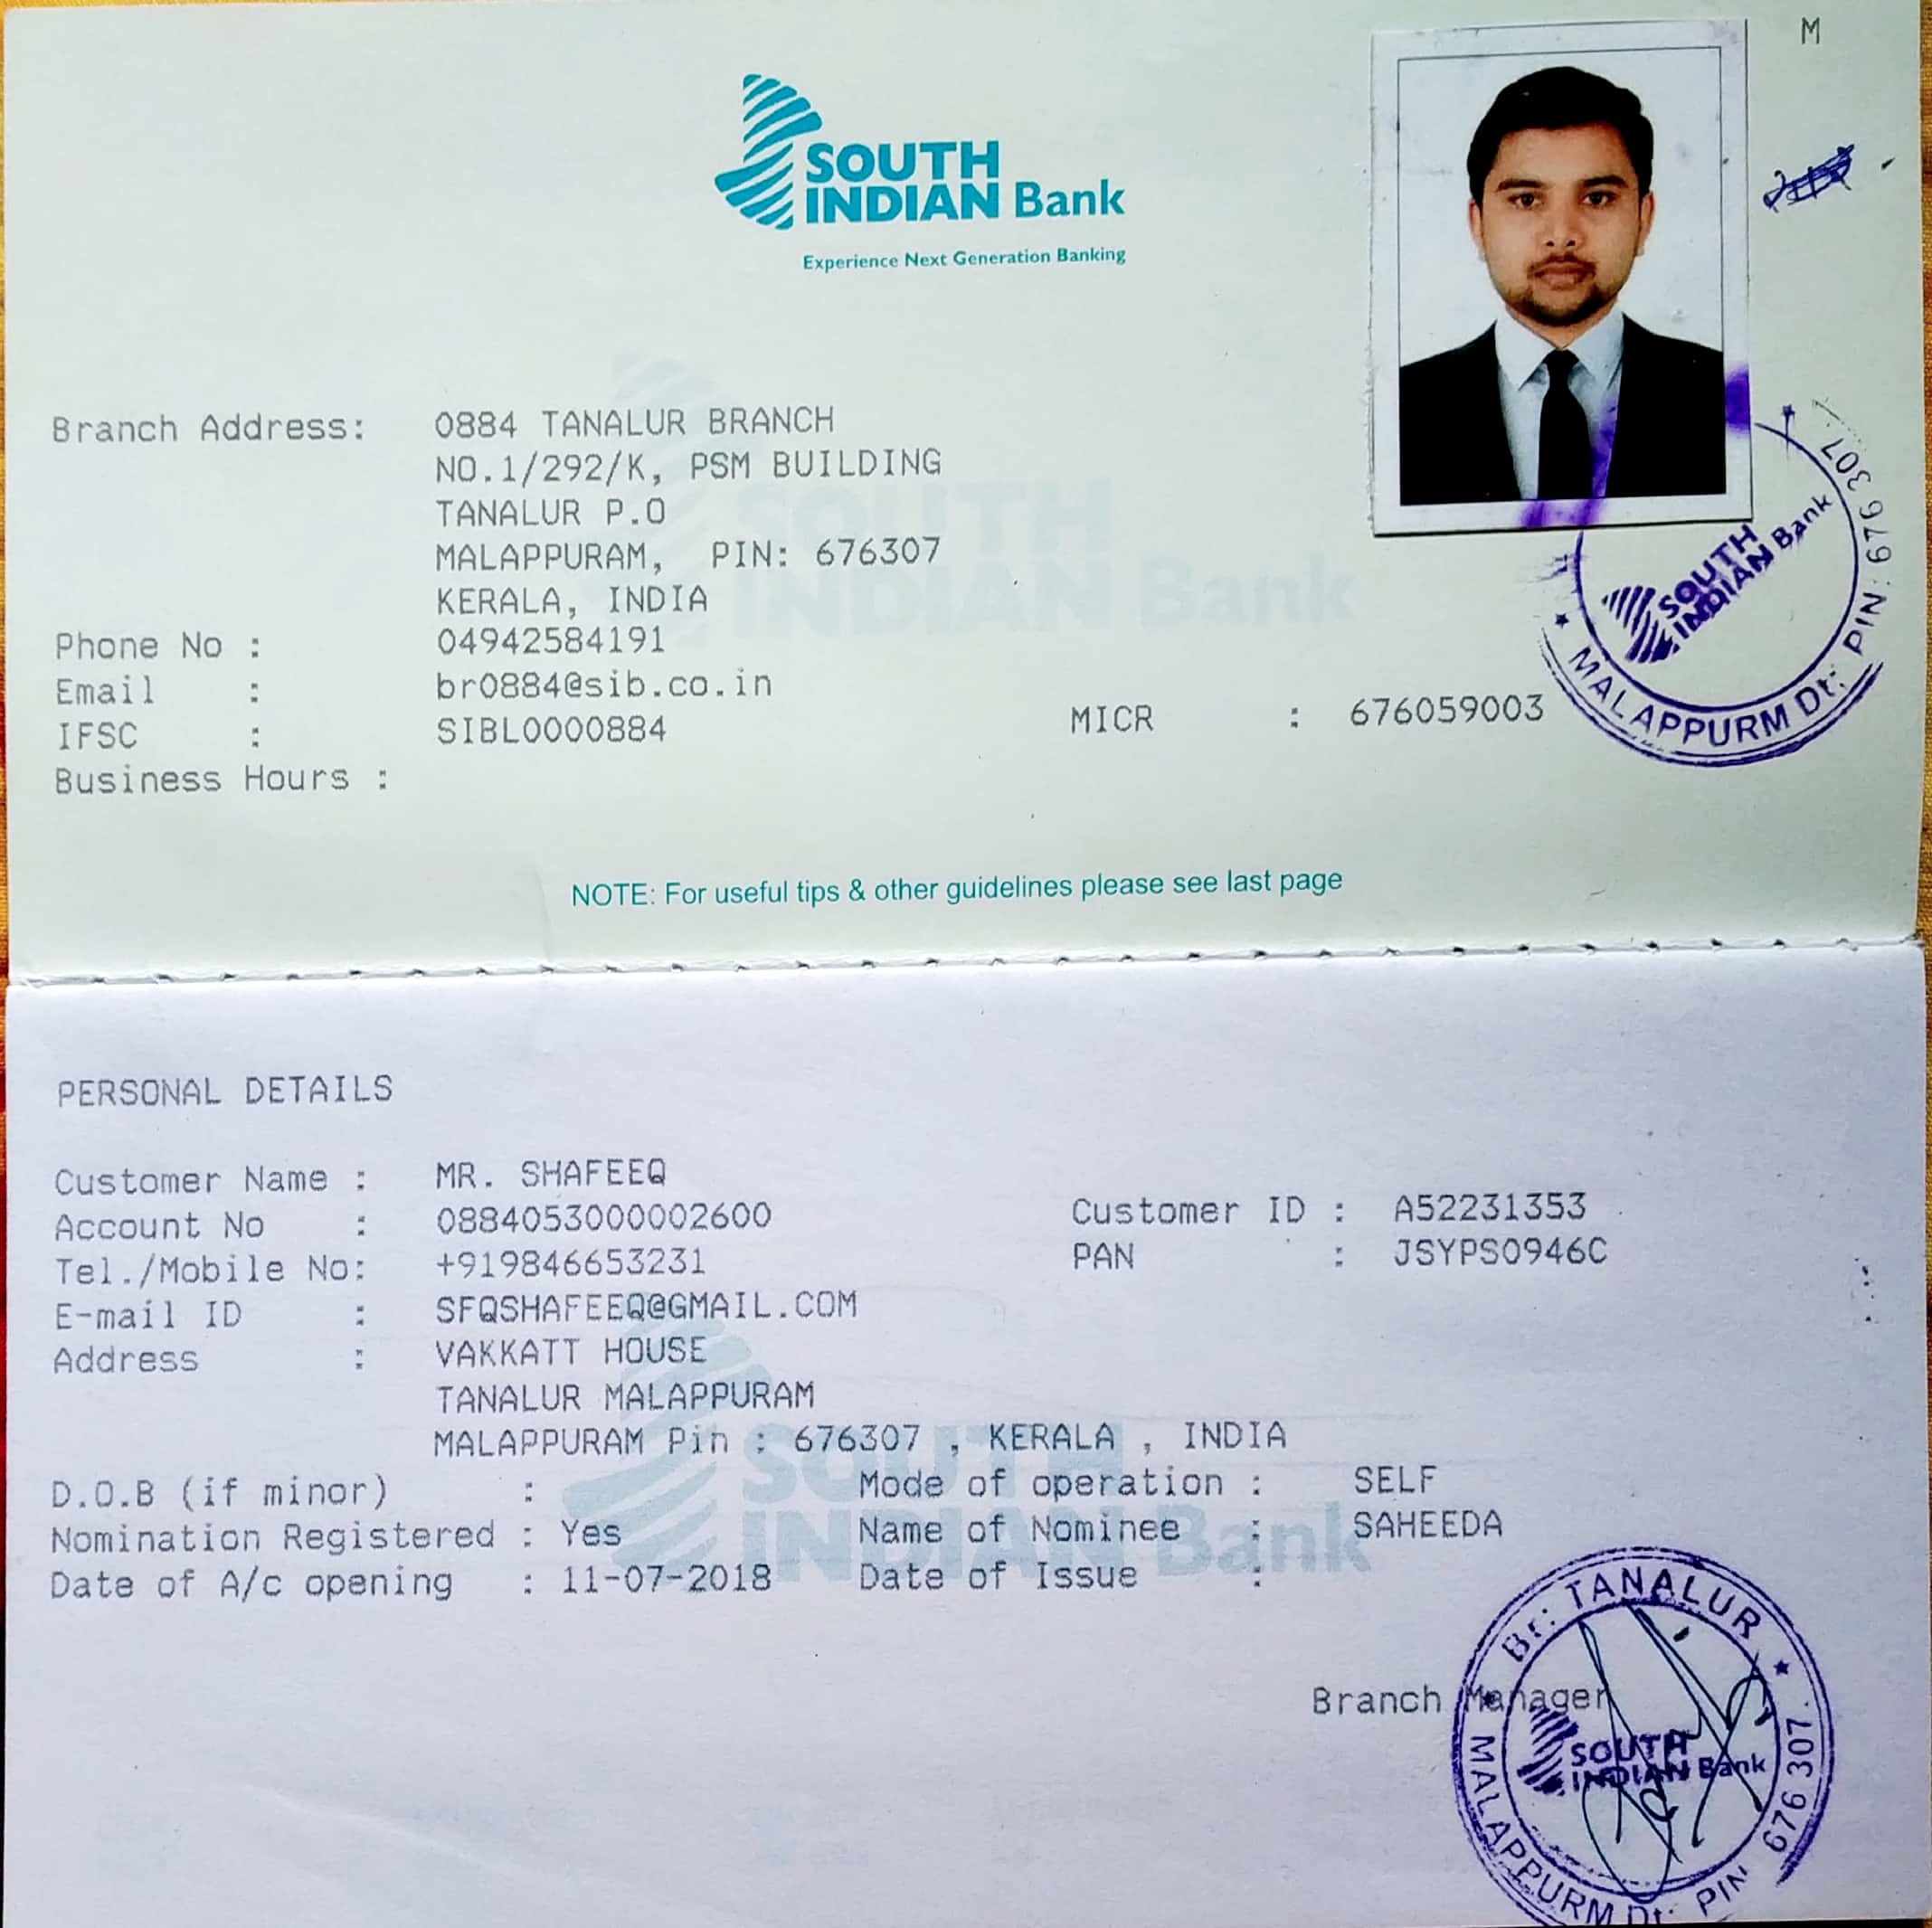 M
SOUTH
INDIAN Bank
Experience Next Generation Banking
Branch Address: 0884 TANALUR BRANCH
NO.1/292/K, PSM BUILDING
TANALUR P.O
MALAPPURAM, PIN: 676307
KERALA, INDIA
Phone No : 04942584191
Email : br0884@sib.co.in
IFSC : SIBL0000884 MICR : 676059003
Business Hours :
SOUTH
INDIAN Bank
MALAPPURM Dt: PIN: 676 307.
NOTE: For useful tips & other guidelines please see last page
PERSONAL DETAILS
Customer Name : MR. SHAFEEQ
Account No : 0884053000002600 Customer ID : A52231353
Tel./Mobile No: +919846653231 PAN : JSYPS0946C
E-mail ID : SFQSHAFEEQ@GMAIL.COM
Address : VAKKATT HOUSE
TANALUR MALAPPURAM
MALAPPURAM Pin : 676307 , KERALA , INDIA
D.O.B (if minor) : Mode of operation : SELF
Nomination Registered : Yes Name of Nominee : SAHEEDA
Date of A/c opening : 11-07-2018 Date of Issue :
Branch Manager
Br: TANALUR
SOUTH
INDIAN Bank
MALAPPURM Dt: PIN 676 307.
SOUTH
INDIAN Bank
SOUTH
INDIAN Bank